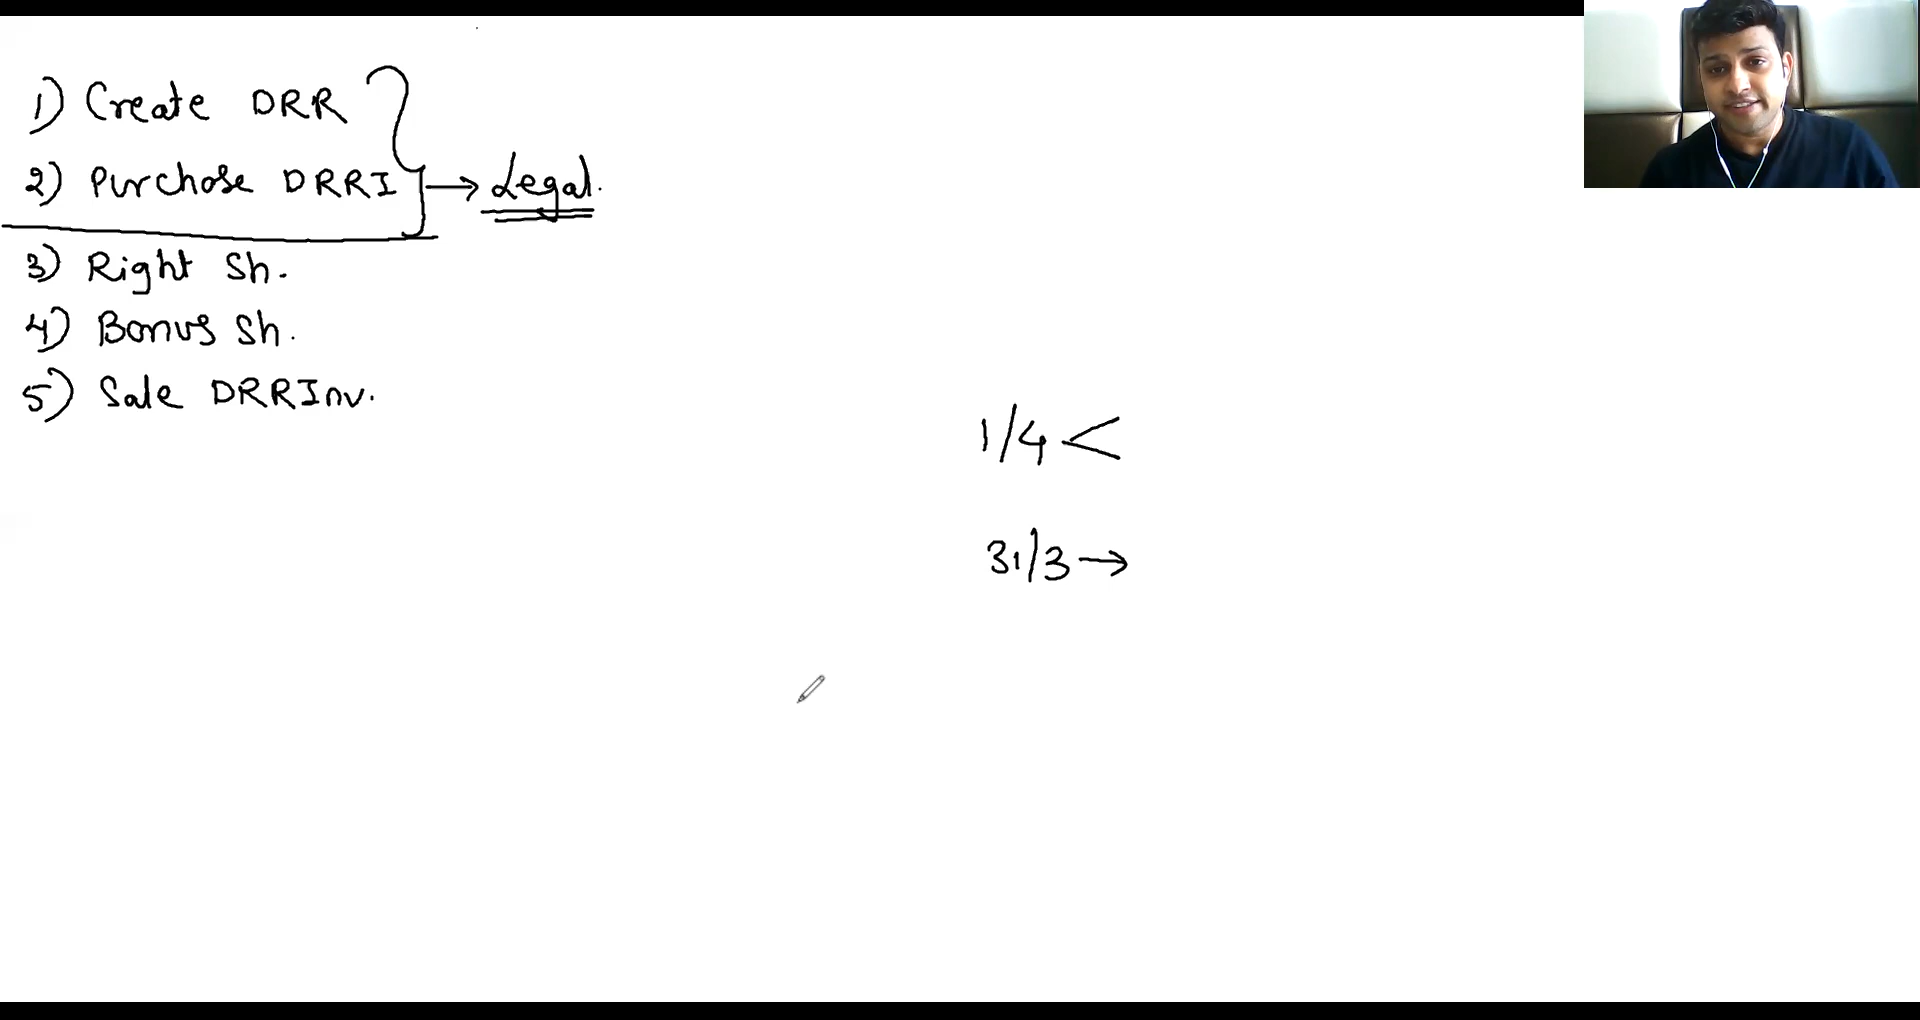 1) Create DRR
2) Purchase DRRI → Legal.
3) Right Sh.
4) Bonus Sh.
5) Sale DRRInv.
1/4 <
31/3 →